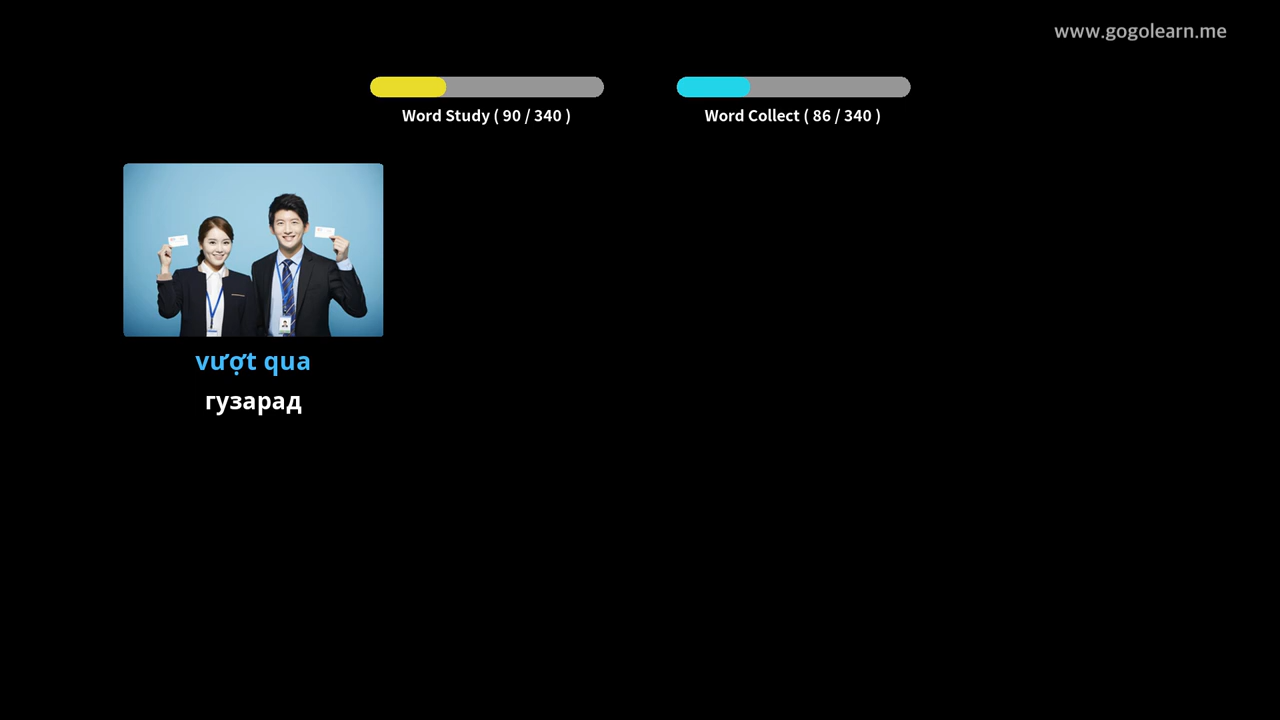 www.gogolearn.me
Word Study ( 90 / 340 )
Word Collect ( 86 / 340 )
vượt qua
гузарад